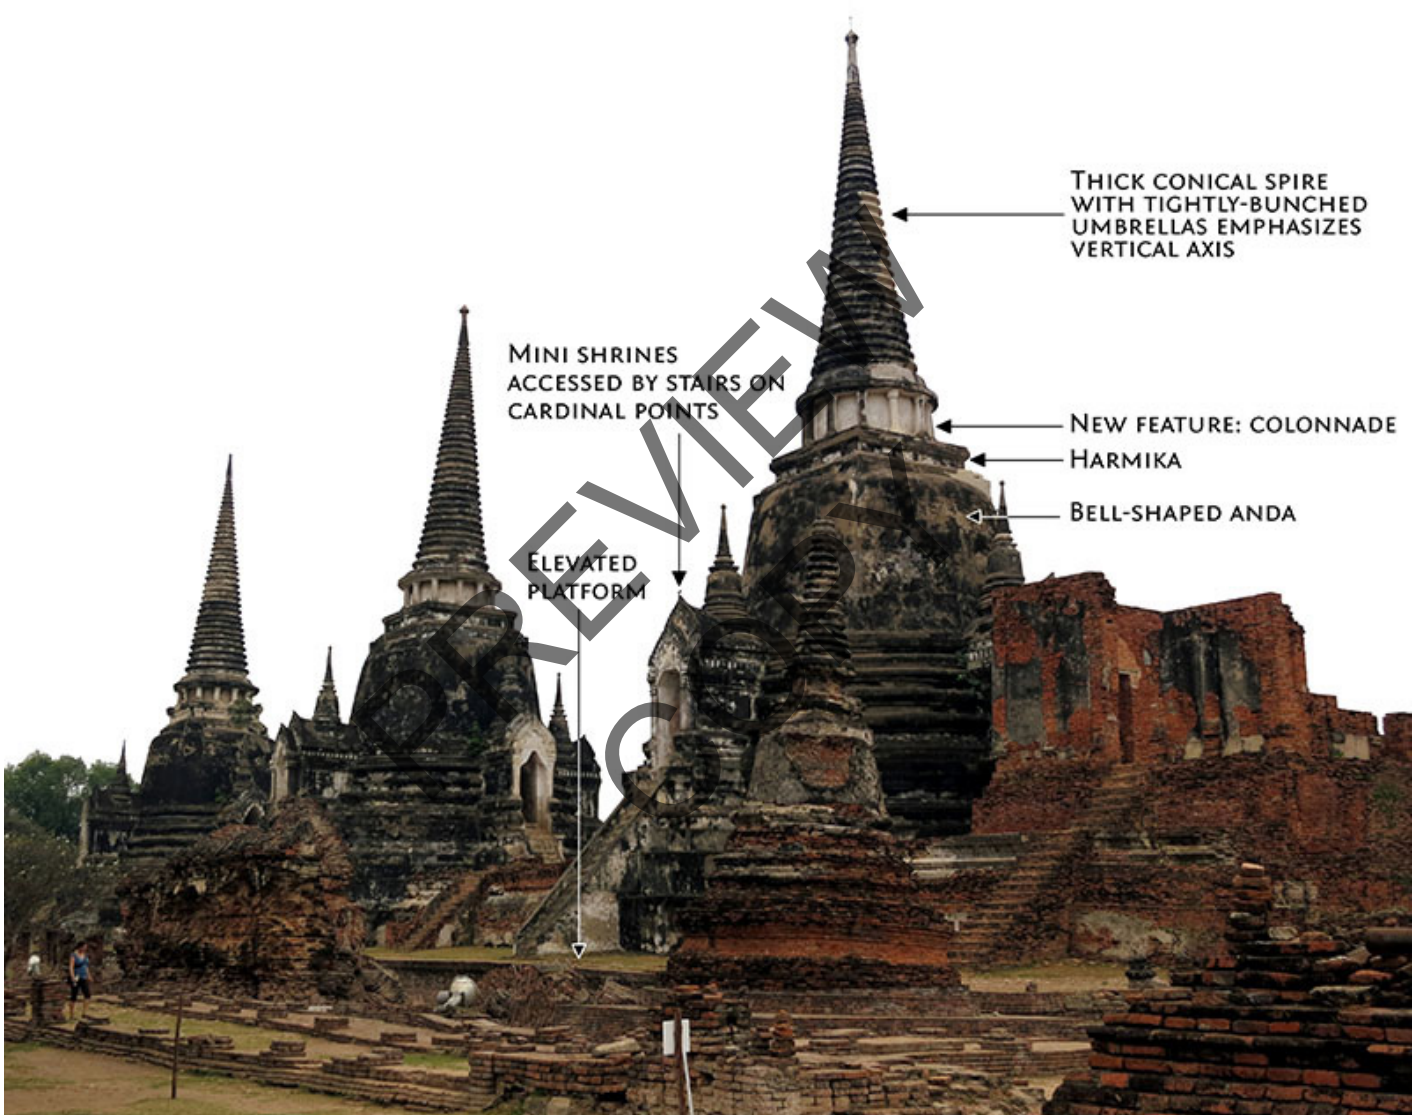 THICK CONICAL SPIRE
WITH TIGHTLY-BUNCHED
UMBRELLAS EMPHASIZES
VERTICAL AXIS
MINI SHRINES
ACCESSED BY STAIRS ON
CARDINAL POINTS
NEW FEATURE: COLONNADE
HARMIKA
BELL-SHAPED ANDA
ELEVATED
PLATFORM
PREVIEW
COPY